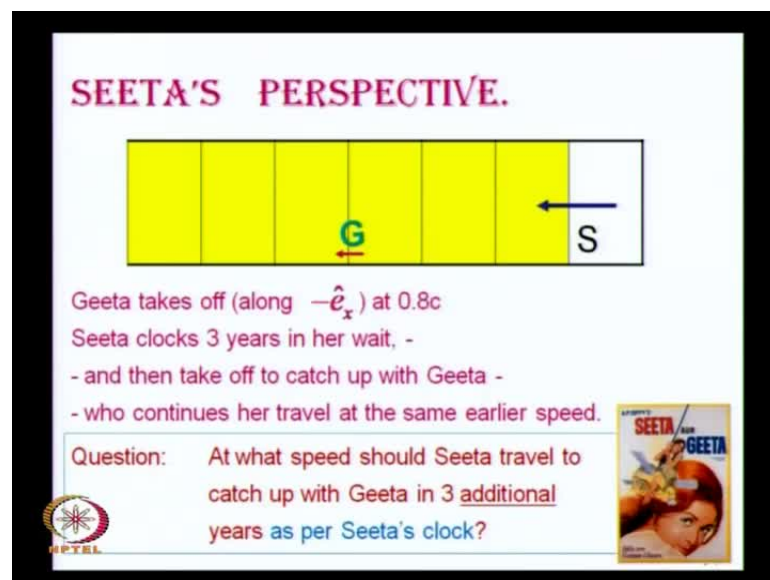 SEETA'S PERSPECTIVE.
G
S
Geeta takes off (along $-\hat{e}_x$) at 0.8c
Seeta clocks 3 years in her wait, -
- and then take off to catch up with Geeta -
- who continues her travel at the same earlier speed.
Question: At what speed should Seeta travel to
catch up with Geeta in 3 additional
years as per Seeta's clock?
SEETA
GEETA
NPTEL